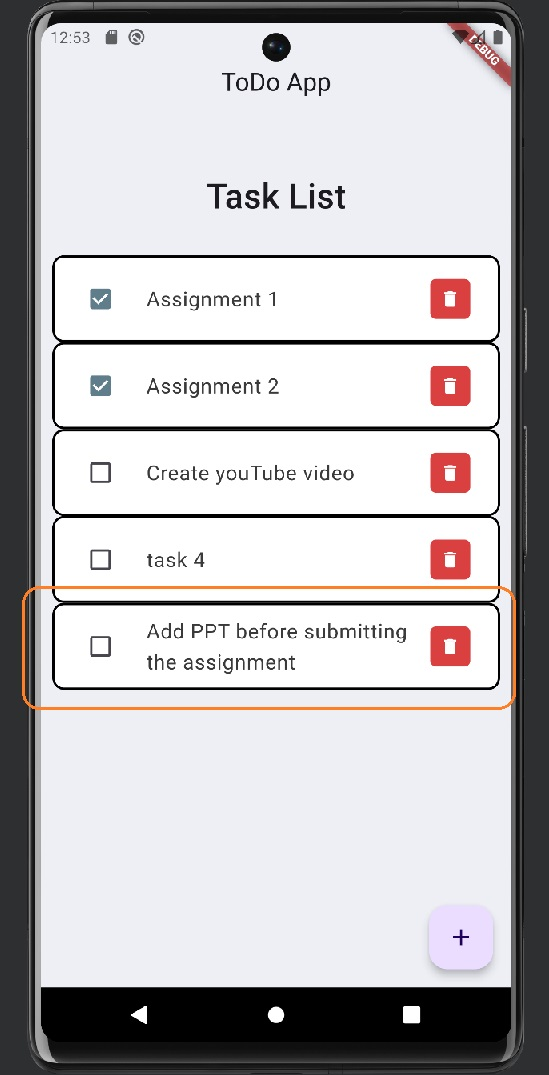 12:53
DEBUG
ToDo App
Task List
Assignment 1
Assignment 2
Create youTube video
task 4
Add PPT before submitting
the assignment
+